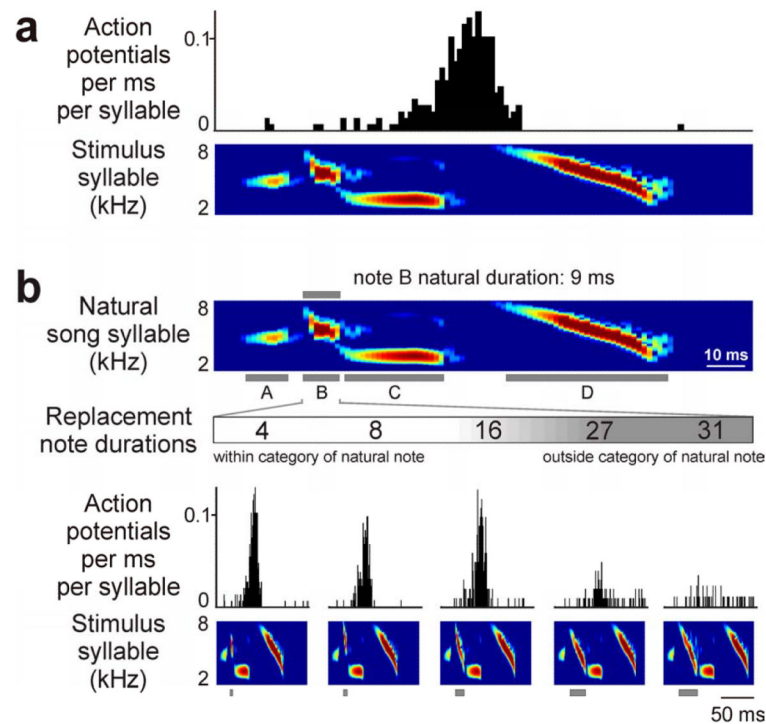 a
Action
potentials
per ms
per syllable
0.1
0
Stimulus
syllable
(kHz)
8
2
b
note B natural duration: 9 ms
Natural
song syllable
(kHz)
8
2
10 ms
A B C D
Replacement
note durations
4 8 16 27 31
within category of natural note outside category of natural note
Action
potentials
per ms
per syllable
0.1
0
Stimulus
syllable
(kHz)
8
2
50 ms